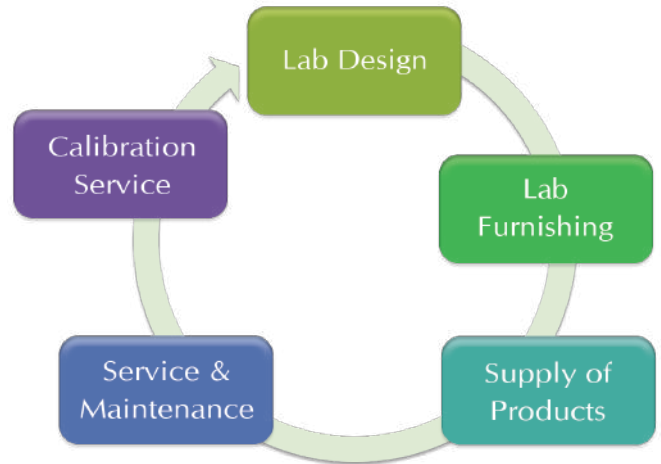 Lab Design
Lab
Furnishing
Supply of
Products
Service &
Maintenance
Calibration
Service